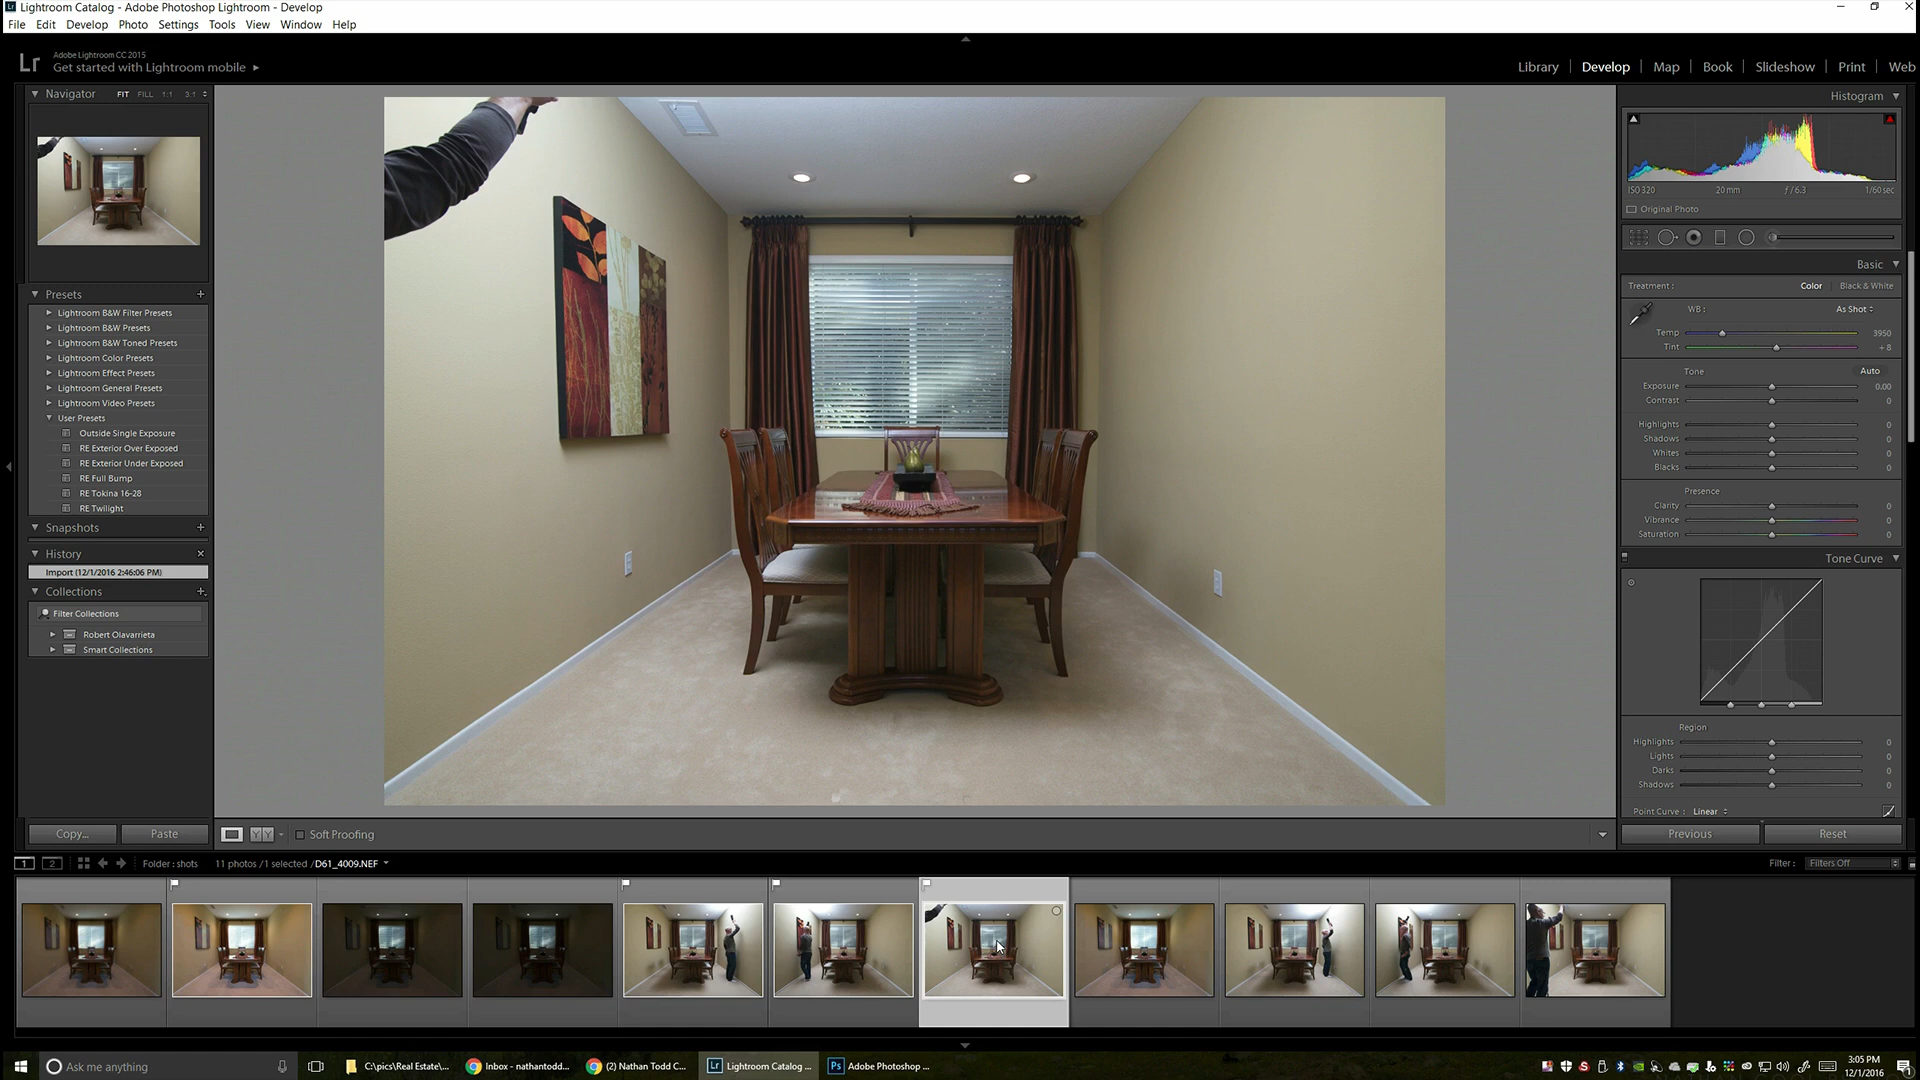 Lightroom Catalog - Adobe Photoshop Lightroom - Develop
File Edit Develop Photo Settings Tools View Window Help
Lr
Adobe Lightroom CC 2015
Get started with Lightroom mobile
Library Develop Map Book Slideshow Print Web
Navigator FIT FILL 1:1 3:1
Presets
Lightroom B&W Filter Presets
Lightroom B&W Presets
Lightroom B&W Toned Presets
Lightroom Color Presets
Lightroom Effect Presets
Lightroom General Presets
Lightroom Video Presets
User Presets
Outside Single Exposure
RE Exterior Over Exposed
RE Exterior Under Exposed
RE Full Bump
RE Tokina 16-28
RE Twilight
Snapshots
History
Import (12/1/2016 2:46:06 PM)
Collections
Filter Collections
Robert Olavarrieta
Smart Collections
Copy... Paste
Soft Proofing
Histogram
ISO 320 20 mm ƒ / 6.3 1/60 sec
Original Photo
Basic
Treatment : Color Black & White
WB : As Shot
Temp 3950
Tint + 8
Tone Auto
Exposure 0.00
Contrast 0
Highlights 0
Shadows 0
Whites 0
Blacks 0
Presence
Clarity 0
Vibrance 0
Saturation 0
Tone Curve
Region
Highlights 0
Lights 0
Darks 0
Shadows 0
Point Curve : Linear
Previous Reset
1 2 Folder : shots 11 photos / 1 selected / D61_4009.NEF Filter : Filters Off
Ask me anything
C:\pics\Real Estate\...
Inbox - nathantodd...
(2) Nathan Todd C...
Lr Lightroom Catalog ...
Ps Adobe Photoshop ...
3:05 PM
12/1/2016